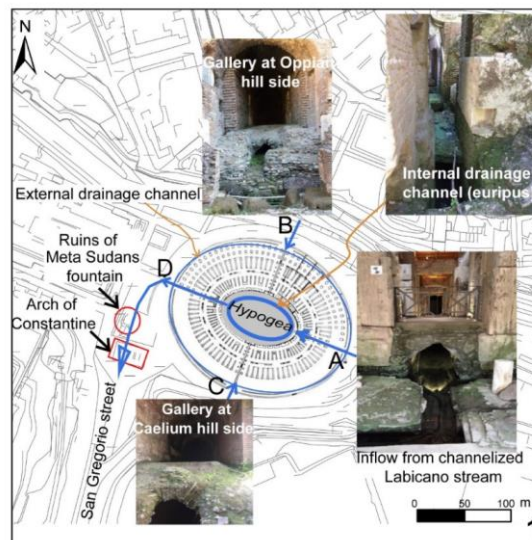 N
Gallery at Oppian
hill side
Internal drainage
channel (euripus)
External drainage channel
Ruins of
Meta Sudans
fountain
Arch of
Constantine
B
D
Hypogea
A
C
Gallery at
Caelium hill side
San Gregorio street
Inflow from channelized
Labicano stream
0 50 100 m